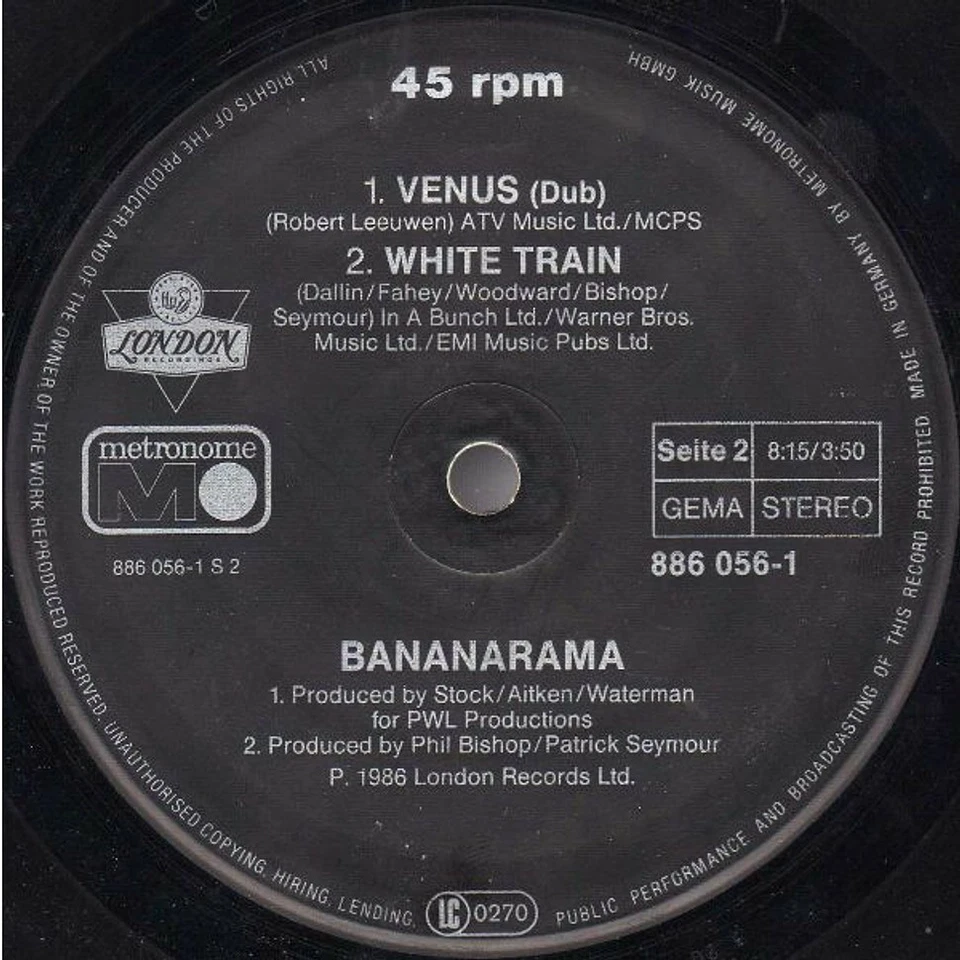 45 rpm
1. VENUS (Dub)
(Robert Leeuwen) ATV Music Ltd./MCPS
2. WHITE TRAIN
(Dallin/Fahey/Woodward/Bishop/
Seymour) In A Bunch Ltd./Warner Bros.
Music Ltd./EMI Music Pubs Ltd.
LONDON
RECORDINGS
metronome
MO
886 056-1 S 2
Seite 2 8:15/3:50
GEMA STEREO
886 056-1
BANANARAMA
1. Produced by Stock/Aitken/Waterman
for PWL Productions
2. Produced by Phil Bishop/Patrick Seymour
P. 1986 London Records Ltd.
ALL RIGHTS OF THE PRODUCER AND OF THE OWNER OF THE WORK REPRODUCED RESERVED. UNAUTHORISED COPYING, HIRING, LENDING,
LC 0270
PUBLIC PERFORMANCE AND BROADCASTING OF THIS RECORD PROHIBITED MADE IN GERMANY BY METRONOME MUSIK GMBH